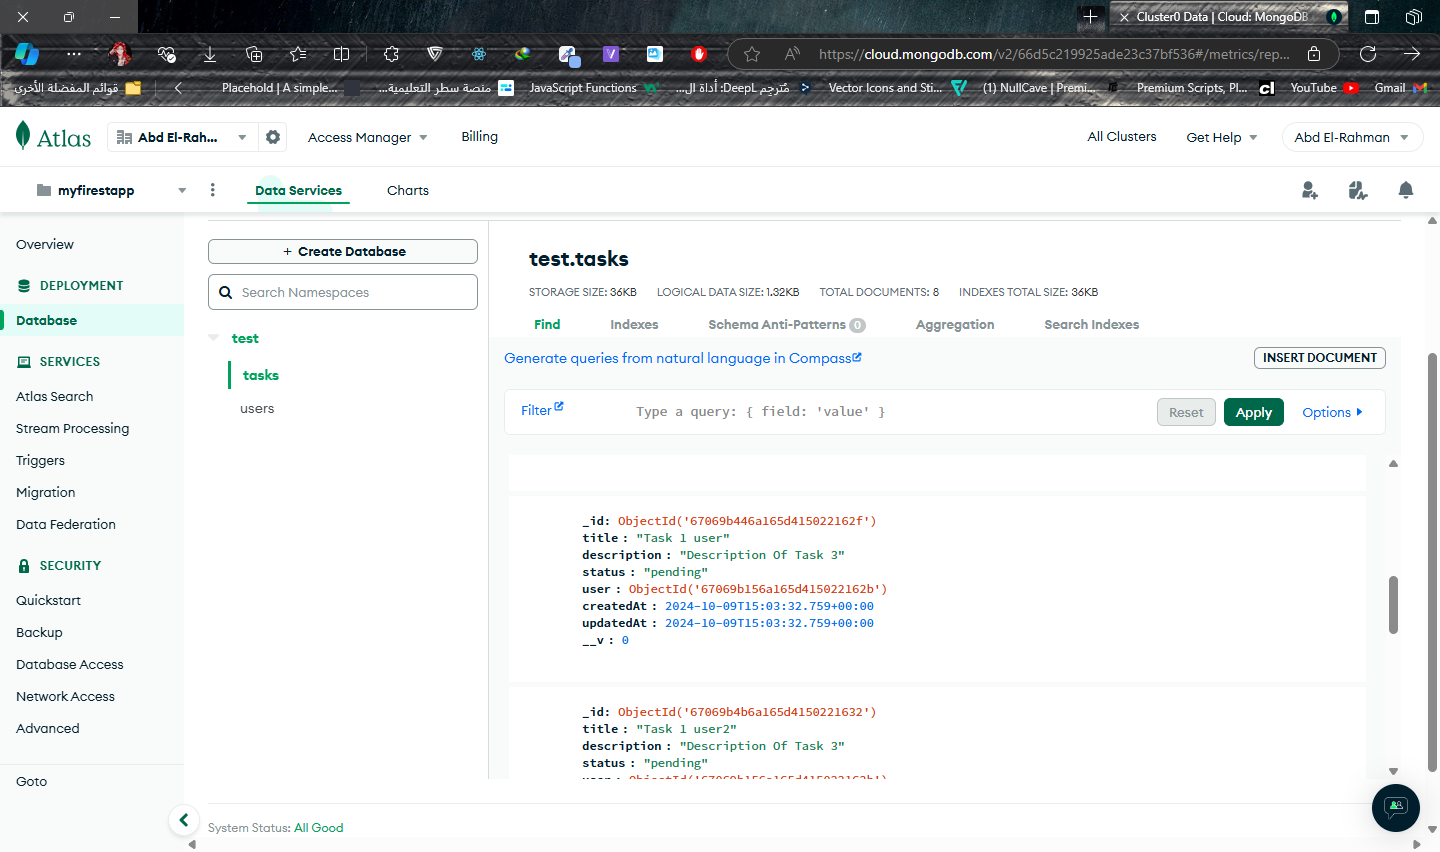 Cluster0 Data | Cloud: MongoDB
https://cloud.mongodb.com/v2/66d5c219925ade23c37bf536#/metrics/rep...
قوائم المفضلة الأخرى
Placehold | A simple...
منصة سطر التعليمية...
JavaScript Functions
مُترجِم DeepL: أداة ال...
Vector Icons and Sti...
(1) NullCave | Premi...
Premium Scripts, Pl...
YouTube
Gmail
Atlas
Abd El-Rah...
Access Manager
Billing
All Clusters
Get Help
Abd El-Rahman
myfirestapp
Data Services
Charts
Overview
DEPLOYMENT
Database
SERVICES
Atlas Search
Stream Processing
Triggers
Migration
Data Federation
SECURITY
Quickstart
Backup
Database Access
Network Access
Advanced
Goto
+ Create Database
Search Namespaces
test
tasks
users
test.tasks
STORAGE SIZE: 36KB LOGICAL DATA SIZE: 1.32KB TOTAL DOCUMENTS: 8 INDEXES TOTAL SIZE: 36KB
Find Indexes Schema Anti-Patterns 0 Aggregation Search Indexes
Generate queries from natural language in Compass
INSERT DOCUMENT
Filter
Type a query: { field: 'value' }
Reset
Apply
Options
_id: ObjectId('67069b446a165d415022162f')
title: "Task 1 user"
description: "Description Of Task 3"
status: "pending"
user: ObjectId('67069b156a165d415022162b')
createdAt: 2024-10-09T15:03:32.759+00:00
updatedAt: 2024-10-09T15:03:32.759+00:00
__v: 0
_id: ObjectId('67069b4b6a165d4150221632')
title: "Task 1 user2"
description: "Description Of Task 3"
status: "pending"
System Status: All Good